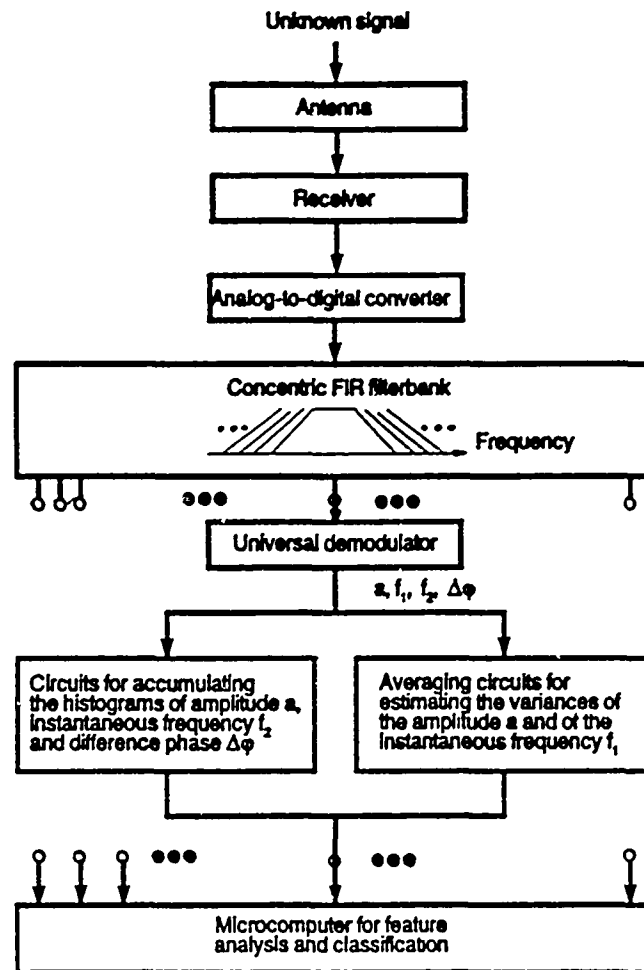 Unknown signal
Antenna
Receiver
Analog-to-digital converter
Concentric FIR filterbank
Frequency
Universal demodulator
a, f₁, f₂, Δφ
Circuits for accumulating
the histograms of amplitude a,
instantaneous frequency f₂
and difference phase Δφ
Averaging circuits for
estimating the variances of
the amplitude a and of the
instantaneous frequency f₁
Microcomputer for feature
analysis and classification